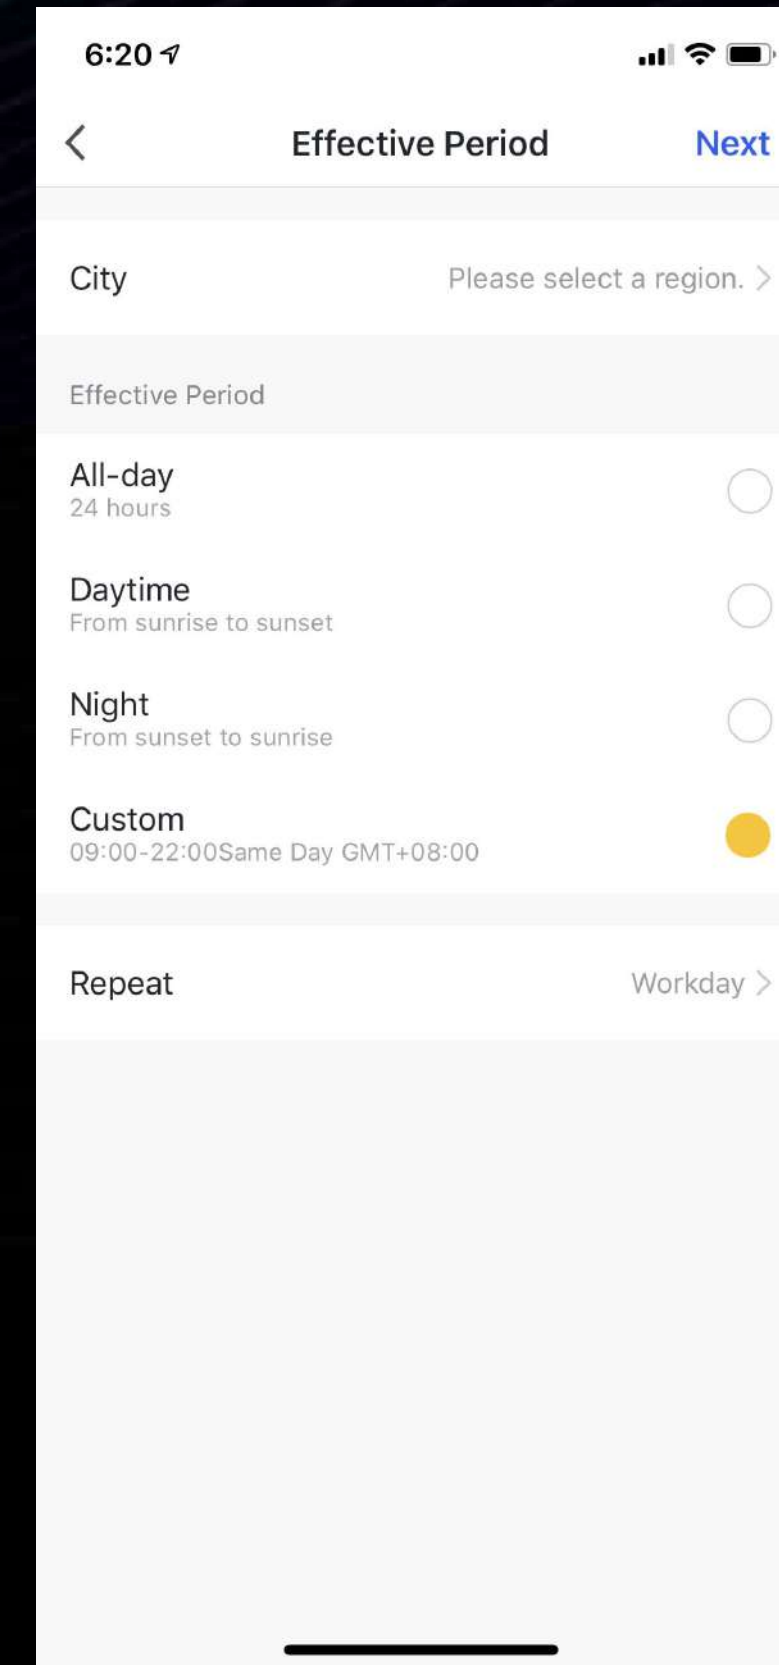 6:20
Effective Period
Next
City
Please select a region.
Effective Period
All-day
24 hours
Daytime
From sunrise to sunset
Night
From sunset to sunrise
Custom
09:00-22:00Same Day GMT+08:00
Repeat
Workday